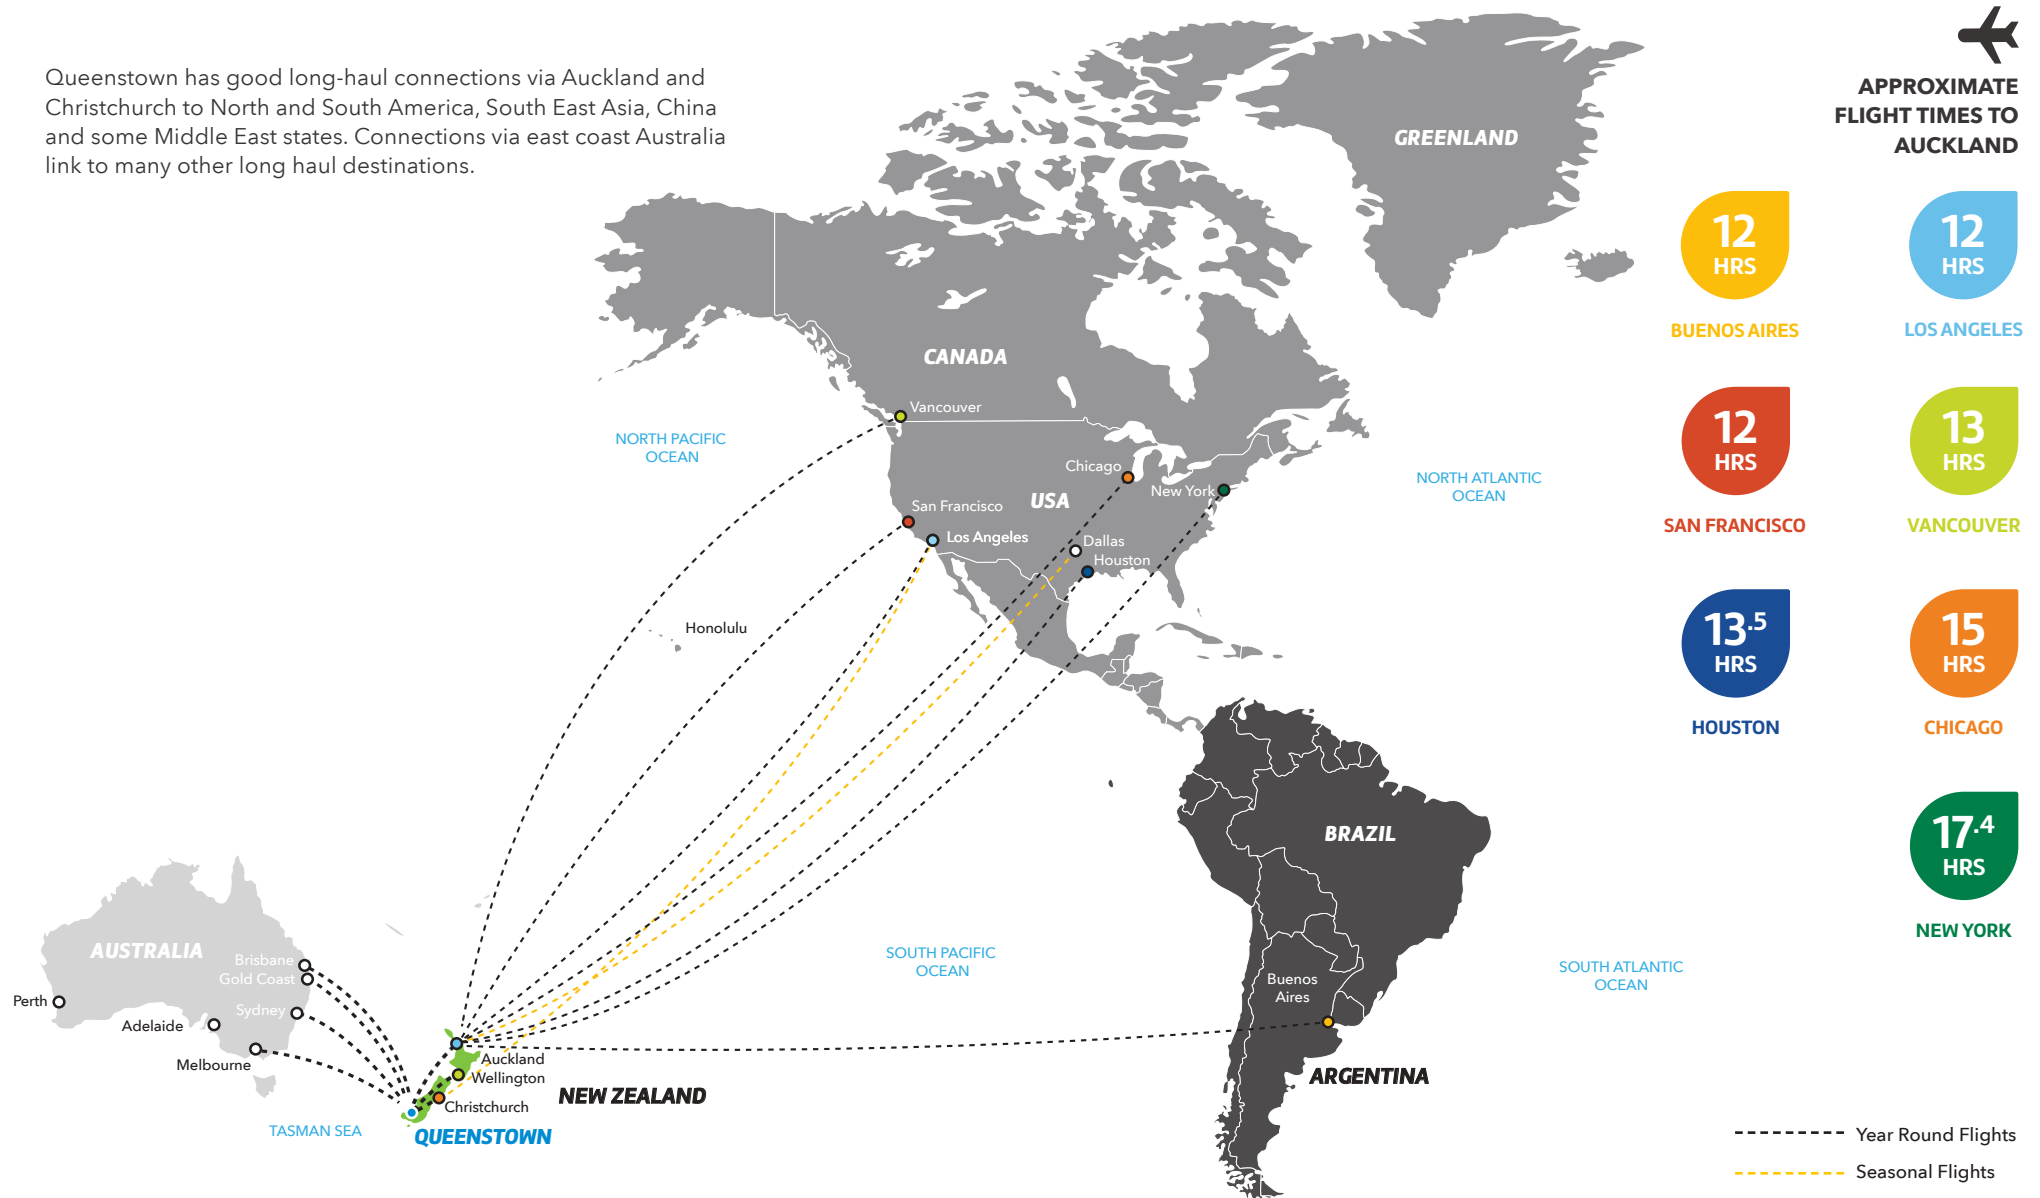 Queenstown has good long-haul connections via Auckland and
Christchurch to North and South America, South East Asia, China
and some Middle East states. Connections via east coast Australia
link to many other long haul destinations.
APPROXIMATE
FLIGHT TIMES TO
AUCKLAND
12
HRS
BUENOS AIRES
12
HRS
LOS ANGELES
12
HRS
SAN FRANCISCO
13
HRS
VANCOUVER
13.5
HRS
HOUSTON
15
HRS
CHICAGO
17.4
HRS
NEW YORK
GREENLAND
CANADA
Vancouver
NORTH PACIFIC
OCEAN
Chicago
New York
USA
San Francisco
Los Angeles
Dallas
Houston
NORTH ATLANTIC
OCEAN
Honolulu
BRAZIL
SOUTH PACIFIC
OCEAN
SOUTH ATLANTIC
OCEAN
Buenos
Aires
ARGENTINA
AUSTRALIA
Brisbane
Gold Coast
Perth
Sydney
Adelaide
Melbourne
Auckland
Wellington
Christchurch
NEW ZEALAND
TASMAN SEA
QUEENSTOWN
Year Round Flights
Seasonal Flights